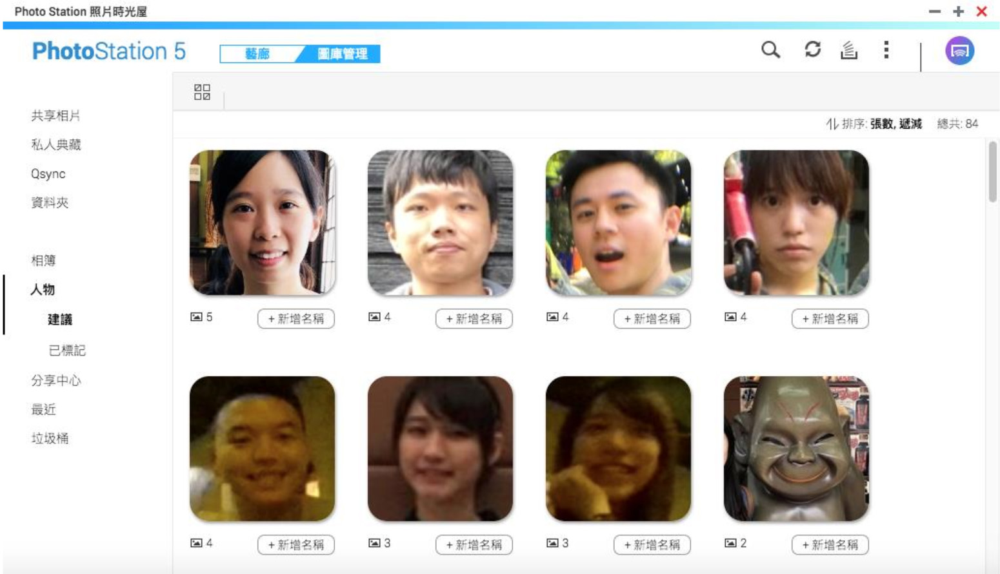 Photo Station 照片時光屋
PhotoStation 5
藝廊
圖庫管理
排序: 張數, 遞減
總共: 84
共享相片
私人典藏
Qsync
資料夾
相簿
人物
建議
已標記
分享中心
最近
垃圾桶
5 + 新增名稱
4 + 新增名稱
4 + 新增名稱
4 + 新增名稱
4 + 新增名稱
3 + 新增名稱
3 + 新增名稱
2 + 新增名稱